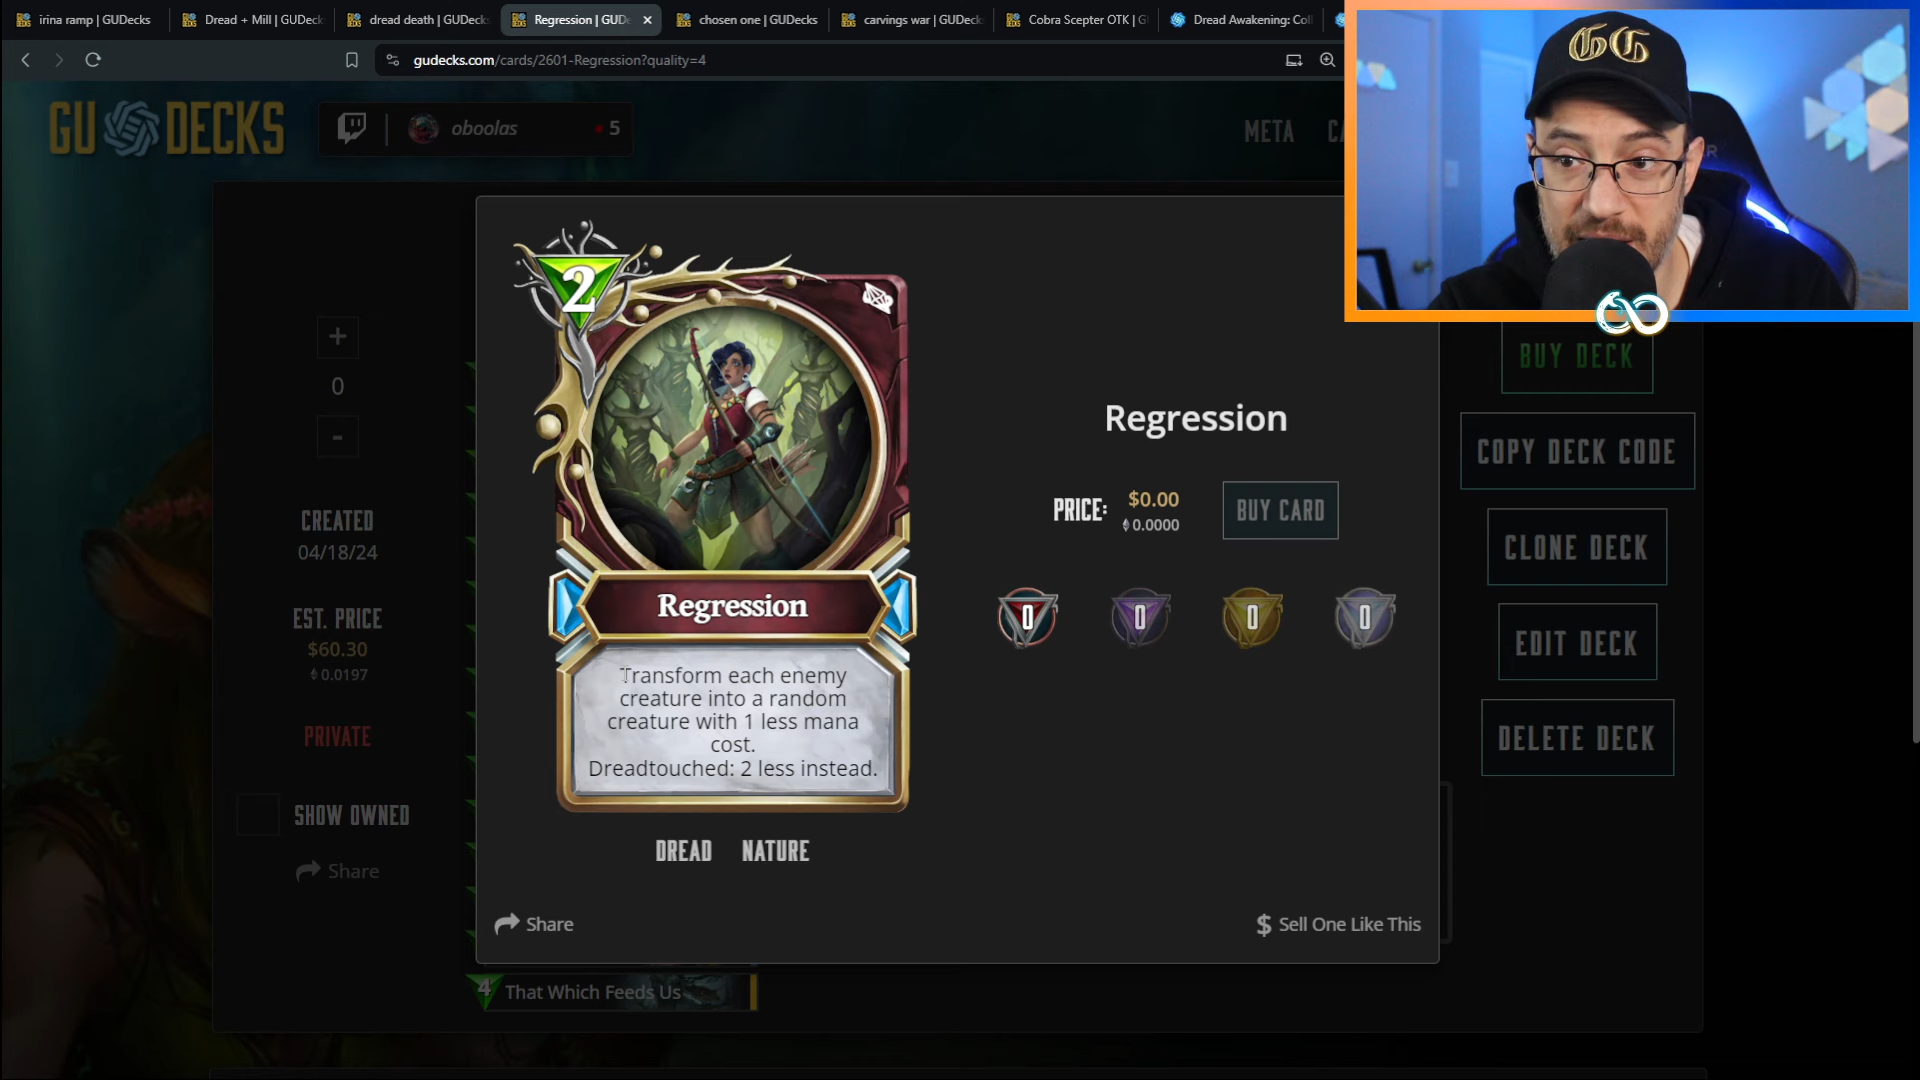 irina ramp | GUDecks
Dread + Mill | GUDec
dread death | GUDeck
Regression | GUD
chosen one | GUDecks
carvings war | GUDeck
Cobra Scepter OTK | G
Dread Awakening: Col
gudecks.com/cards/2601-Regression?quality=4
GU DECKS
oboolas
5
META
CA
2
Regression
Transform each enemy
creature into a random
creature with 1 less mana
cost.
Dreadtouched: 2 less instead.
DREAD NATURE
Regression
PRICE: $0.00
0.0000
BUY CARD
0 0 0 0
Share
$ Sell One Like This
+
0
-
CREATED
04/18/24
EST. PRICE
$60.30
0.0197
PRIVATE
SHOW OWNED
Share
4 That Which Feeds Us
BUY DECK
COPY DECK CODE
CLONE DECK
EDIT DECK
DELETE DECK
GG